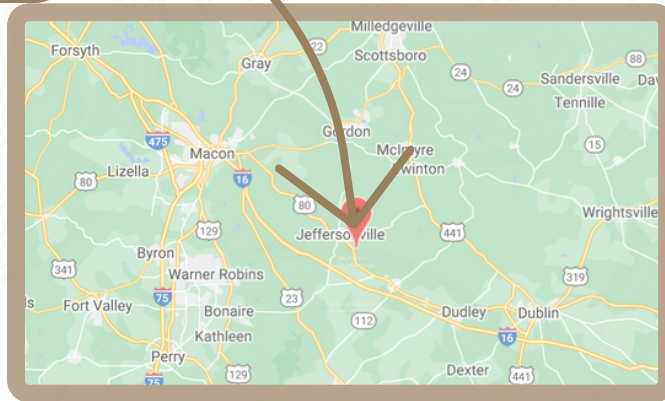 Milledgeville
Forsyth
22
Scottsboro
88
Gray
24
Sandersville
24
Tennille
Gordon
475
15
Macon
McIntyre
Lizella
16
80
80
Wrightsville
129
Jeffersonville
441
Byron
341
Warner Robins
319
75
23
Fort Valley
Bonaire
Dudley
Dublin
112
Kathleen
16
Perry
129
Dexter
441
75